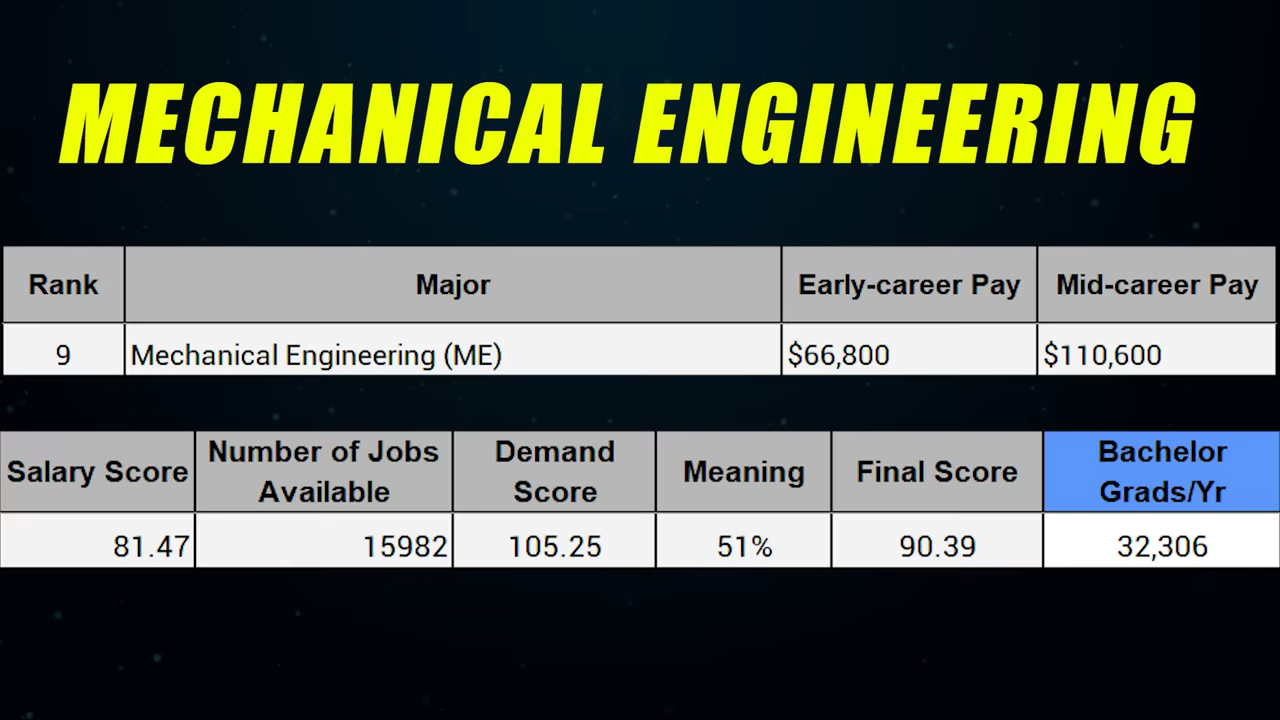 MECHANICAL ENGINEERING
Rank Major Early-career Pay Mid-career Pay
9 Mechanical Engineering (ME) $66,800 $110,600
Salary Score Number of Jobs Available Demand Score Meaning Final Score Bachelor Grads/Yr
81.47 15982 105.25 51% 90.39 32,306